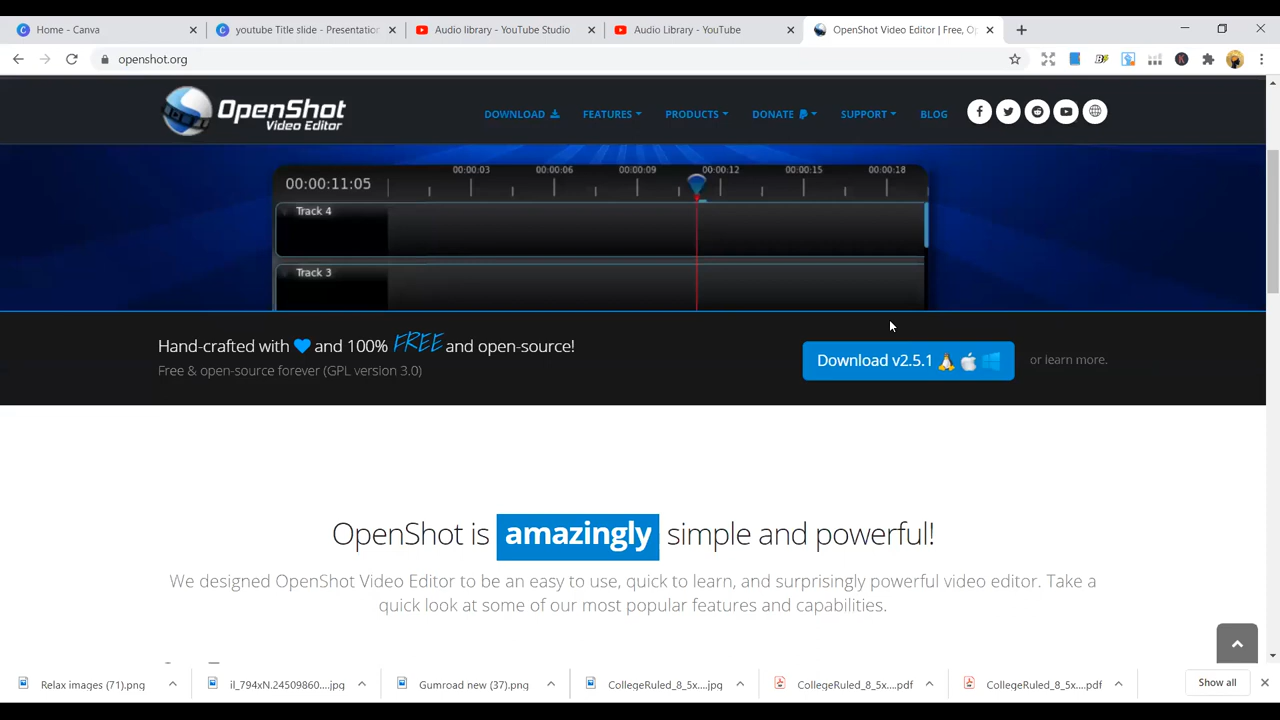 Home - Canva
youtube Title slide - Presentation
Audio library - YouTube Studio
Audio Library - YouTube
OpenShot Video Editor | Free, Op
openshot.org
OpenShot
Video Editor
DOWNLOAD
FEATURES
PRODUCTS
DONATE
SUPPORT
BLOG
00:00:11:05
00:00:03
00:00:06
00:00:09
00:00:12
00:00:15
00:00:18
Track 4
Track 3
Hand-crafted with and 100% FREE and open-source!
Free & open-source forever (GPL version 3.0)
Download v2.5.1
or learn more.
OpenShot is amazingly simple and powerful!
We designed OpenShot Video Editor to be an easy to use, quick to learn, and surprisingly powerful video editor. Take a
quick look at some of our most popular features and capabilities.
Relax images (71).png
il_794xN.24509860....jpg
Gumroad new (37).png
CollegeRuled_8_5x....jpg
CollegeRuled_8_5x....pdf
CollegeRuled_8_5x....pdf
Show all